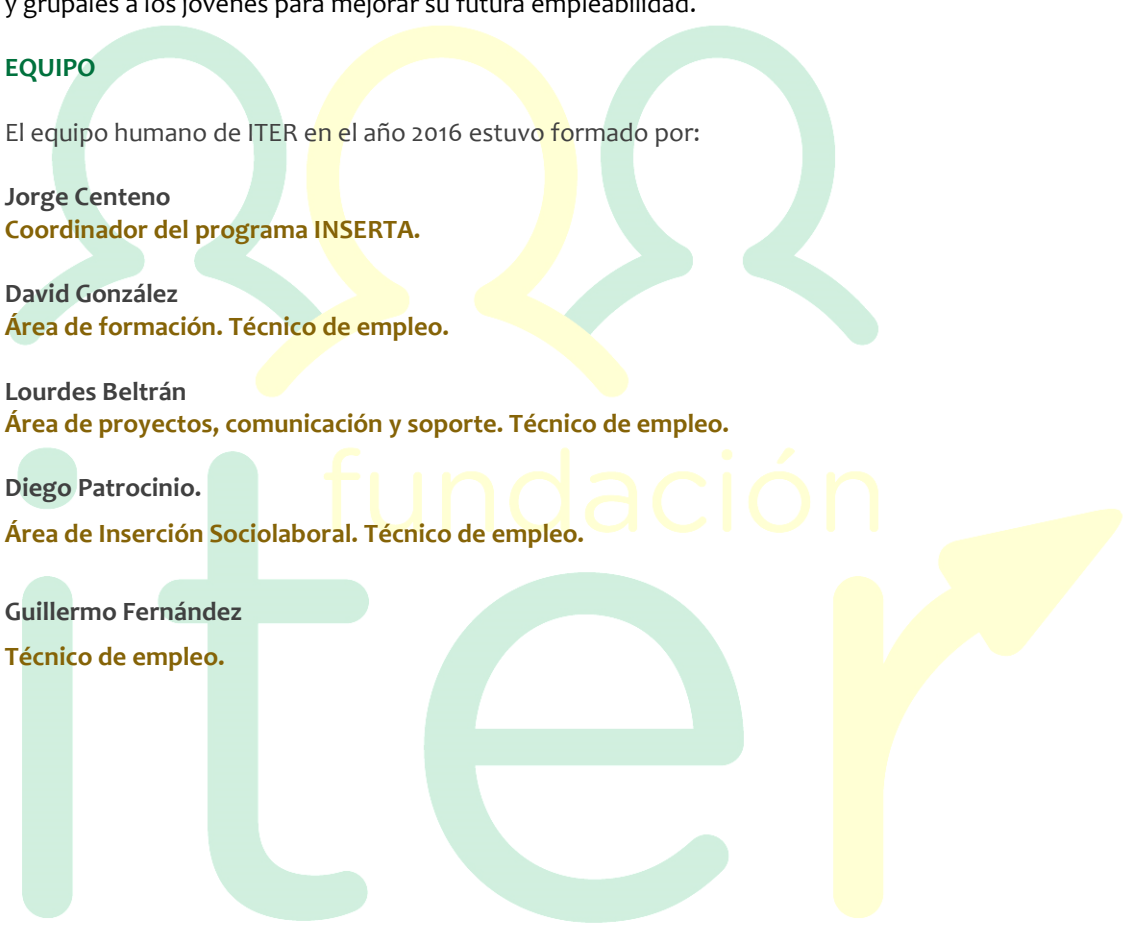 y grupales a los jóvenes para mejorar su futura empleabilidad.
EQUIPO
El equipo humano de ITER en el año 2016 estuvo formado por:
Jorge Centeno
Coordinador del programa INSERTA.
David González
Área de formación. Técnico de empleo.
Lourdes Beltrán
Área de proyectos, comunicación y soporte. Técnico de empleo.
Diego Patrocinio.
Área de Inserción Sociolaboral. Técnico de empleo.
Guillermo Fernández
Técnico de empleo.
fundación
iter